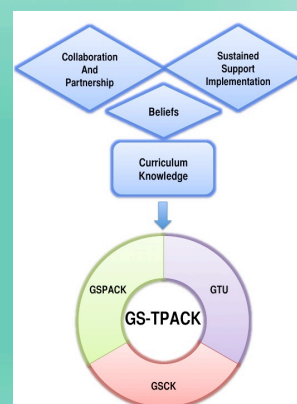 Collaboration
And
Partnership
Sustained
Support
Implementation
Beliefs
Curriculum
Knowledge
GSPACK
GTU
GS-TPACK
GSCK